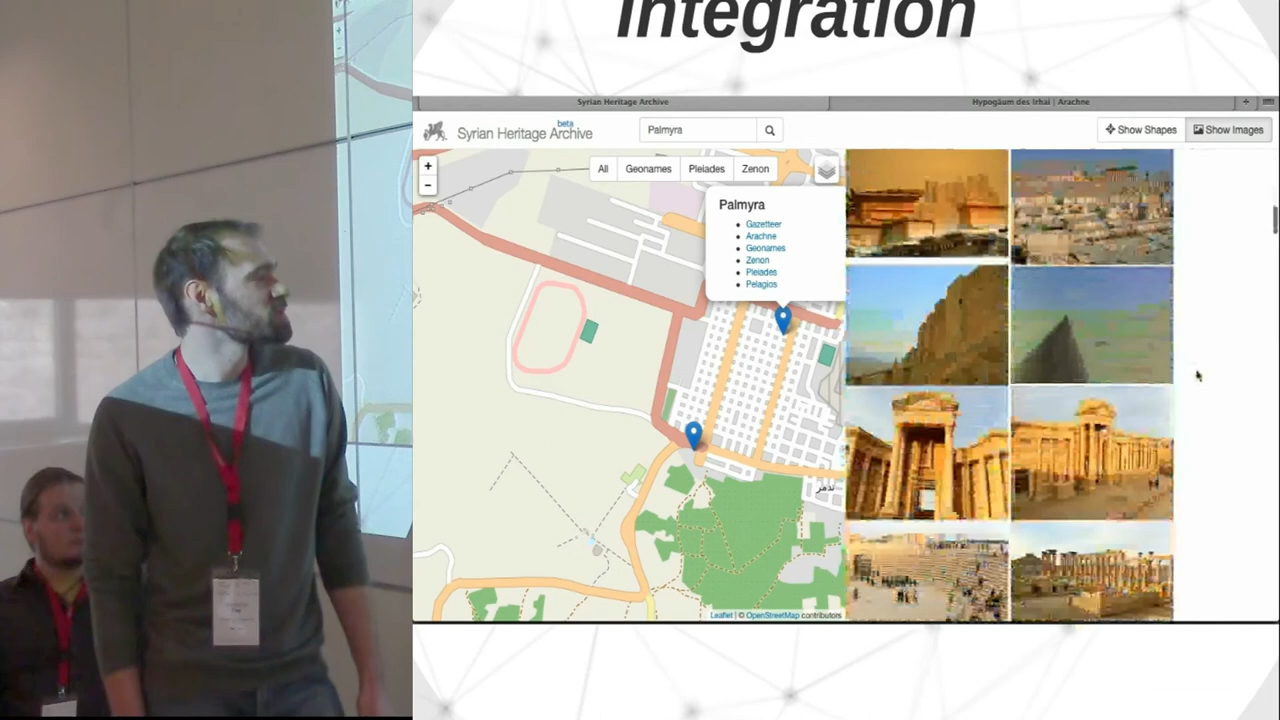 Integration
Syrian Heritage Archive
Hypogäum des Irhai | Arachne
+
beta
Syrian Heritage Archive
Palmyra
Show Shapes
Show Images
+
−
All
Geonames
Pleiades
Zenon
Palmyra
Gazetteer
Arachne
Geonames
Zenon
Pleiades
Pelagios
تدمر
Leaflet | © OpenStreetMap contributors